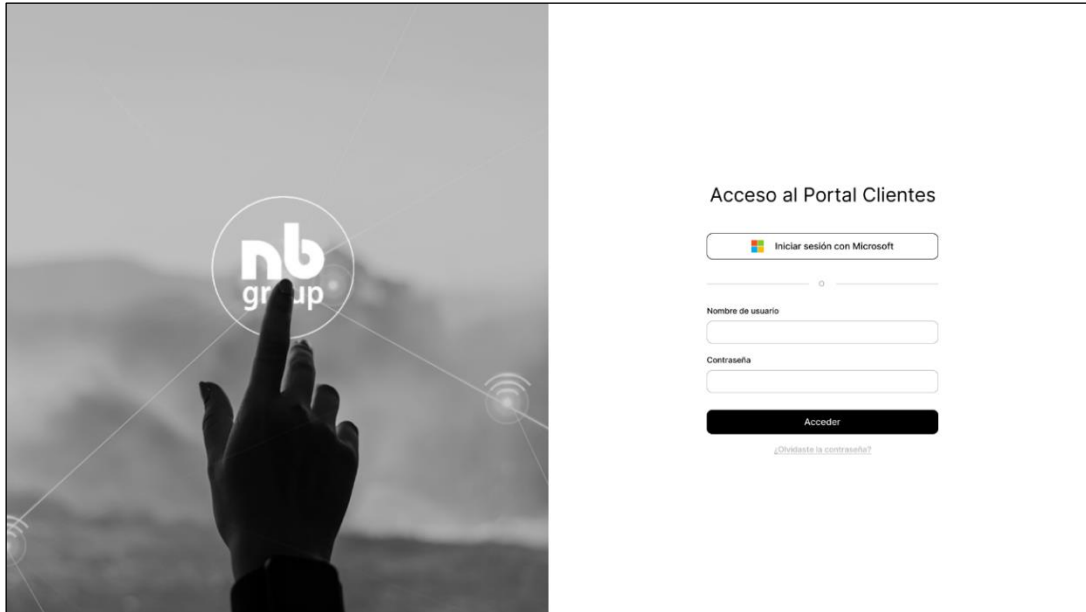 nb
group
Acceso al Portal Clientes
Iniciar sesión con Microsoft
O
Nombre de usuario
Contraseña
Acceder
¿Olvidaste la contraseña?